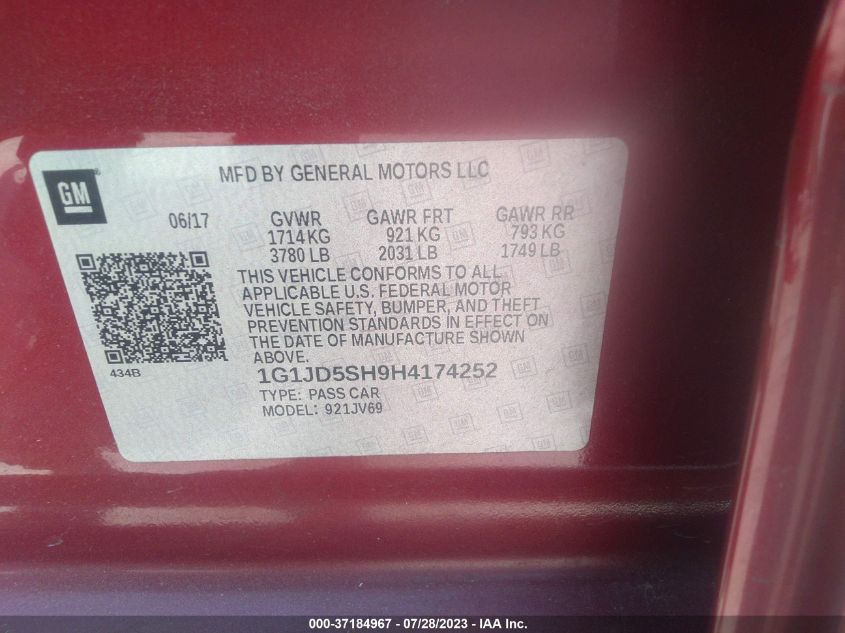 GM
MFD BY GENERAL MOTORS LLC
06/17 GVWR GAWR FRT GAWR RR
1714 KG 921 KG 793 KG
3780 LB 2031 LB 1749 LB
THIS VEHICLE CONFORMS TO ALL
APPLICABLE U.S. FEDERAL MOTOR
VEHICLE SAFETY, BUMPER, AND THEFT
PREVENTION STANDARDS IN EFFECT ON
THE DATE OF MANUFACTURE SHOWN
ABOVE.
434B
1G1JD5SH9H4174252
TYPE: PASS CAR
MODEL: 921JV69
000-37184967 / 07/28/2023 - IAA Inc.